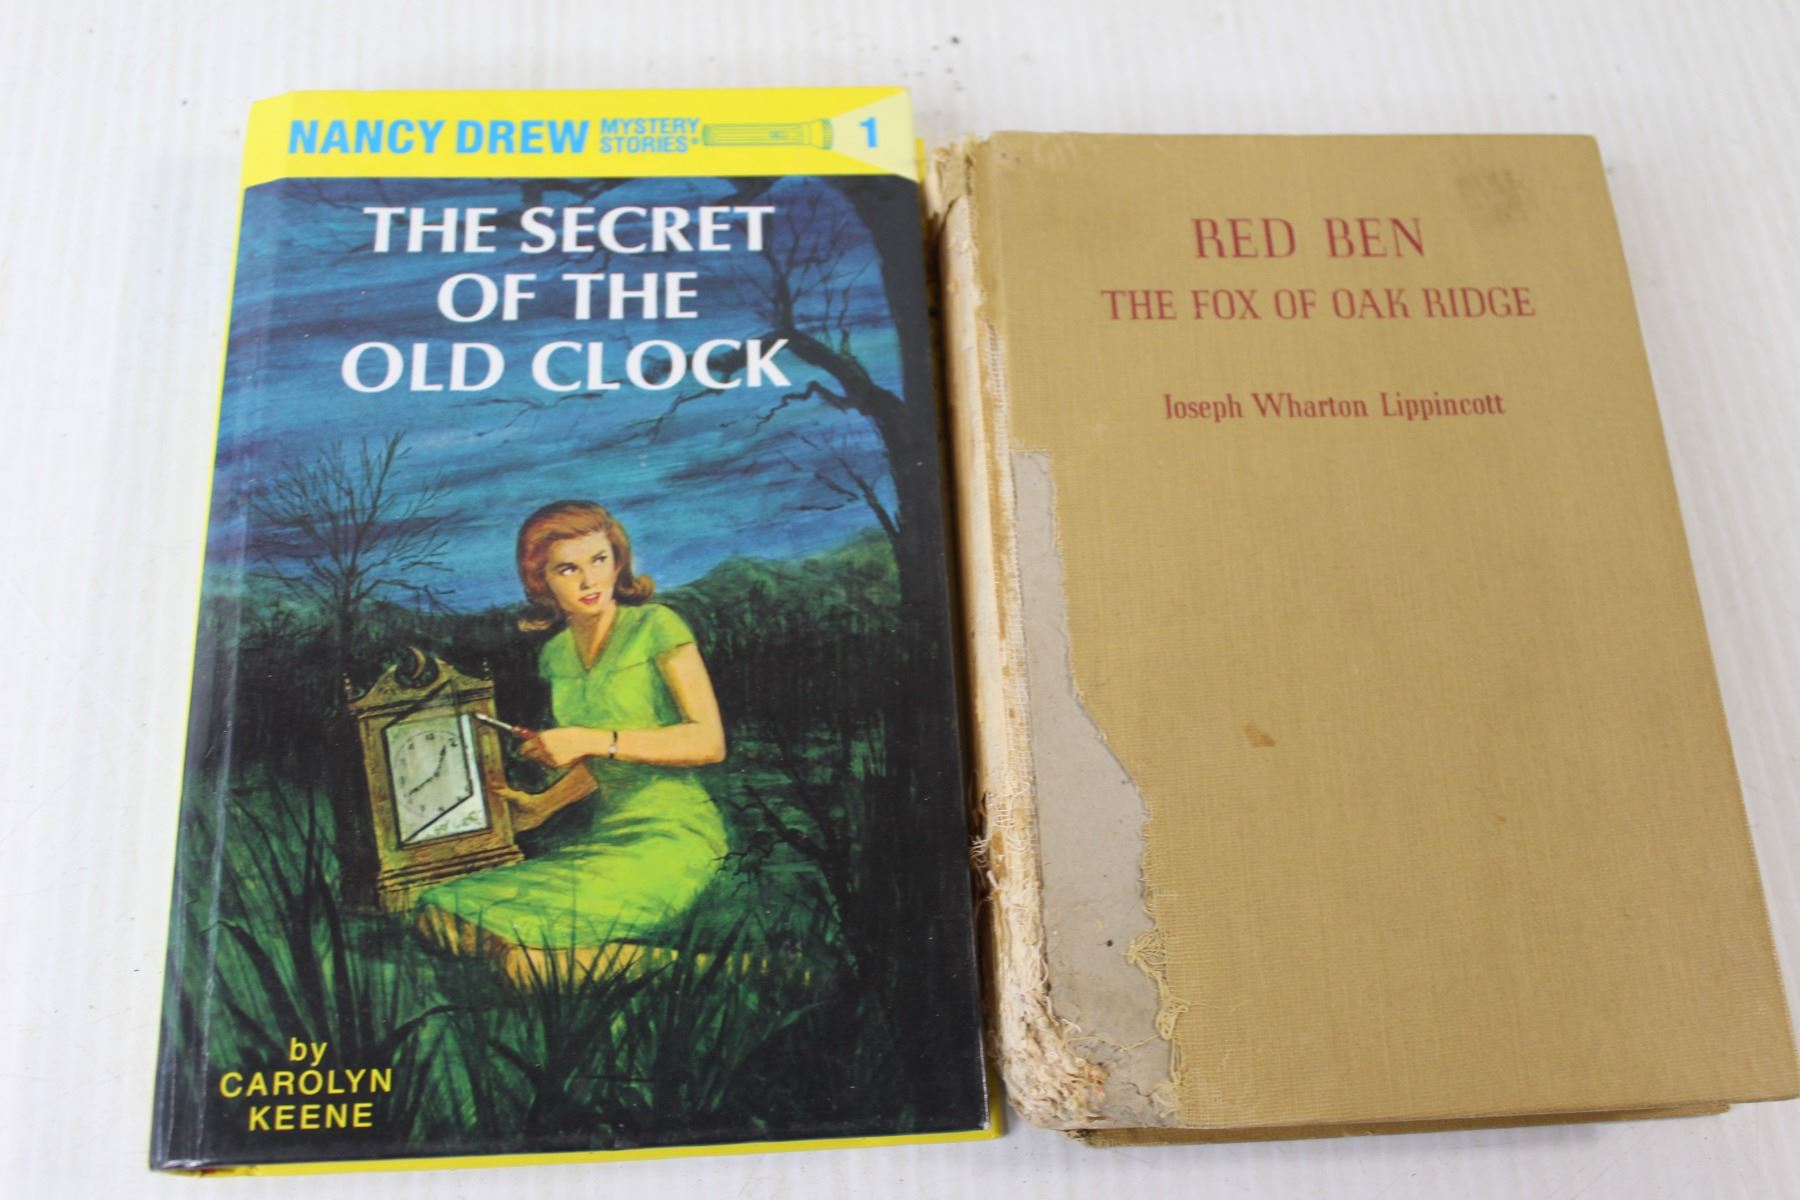 NANCY DREW MYSTERY STORIES® 1
THE SECRET
OF THE
OLD CLOCK
by
CAROLYN
KEENE
RED BEN
THE FOX OF OAK RIDGE
Joseph Wharton Lippincott